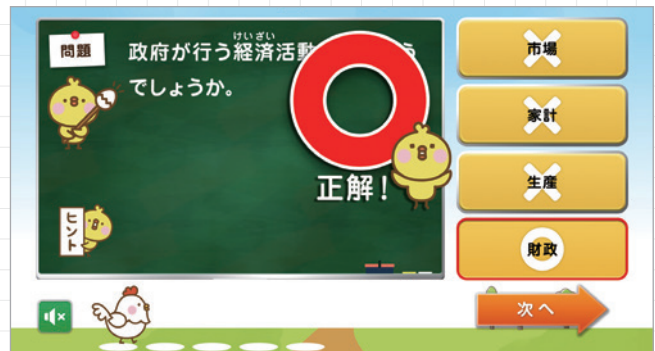 問題
政府が行う経済活動
けいざい
でしょうか。
正解!
ヒント
市場
家計
生産
財政
次へ